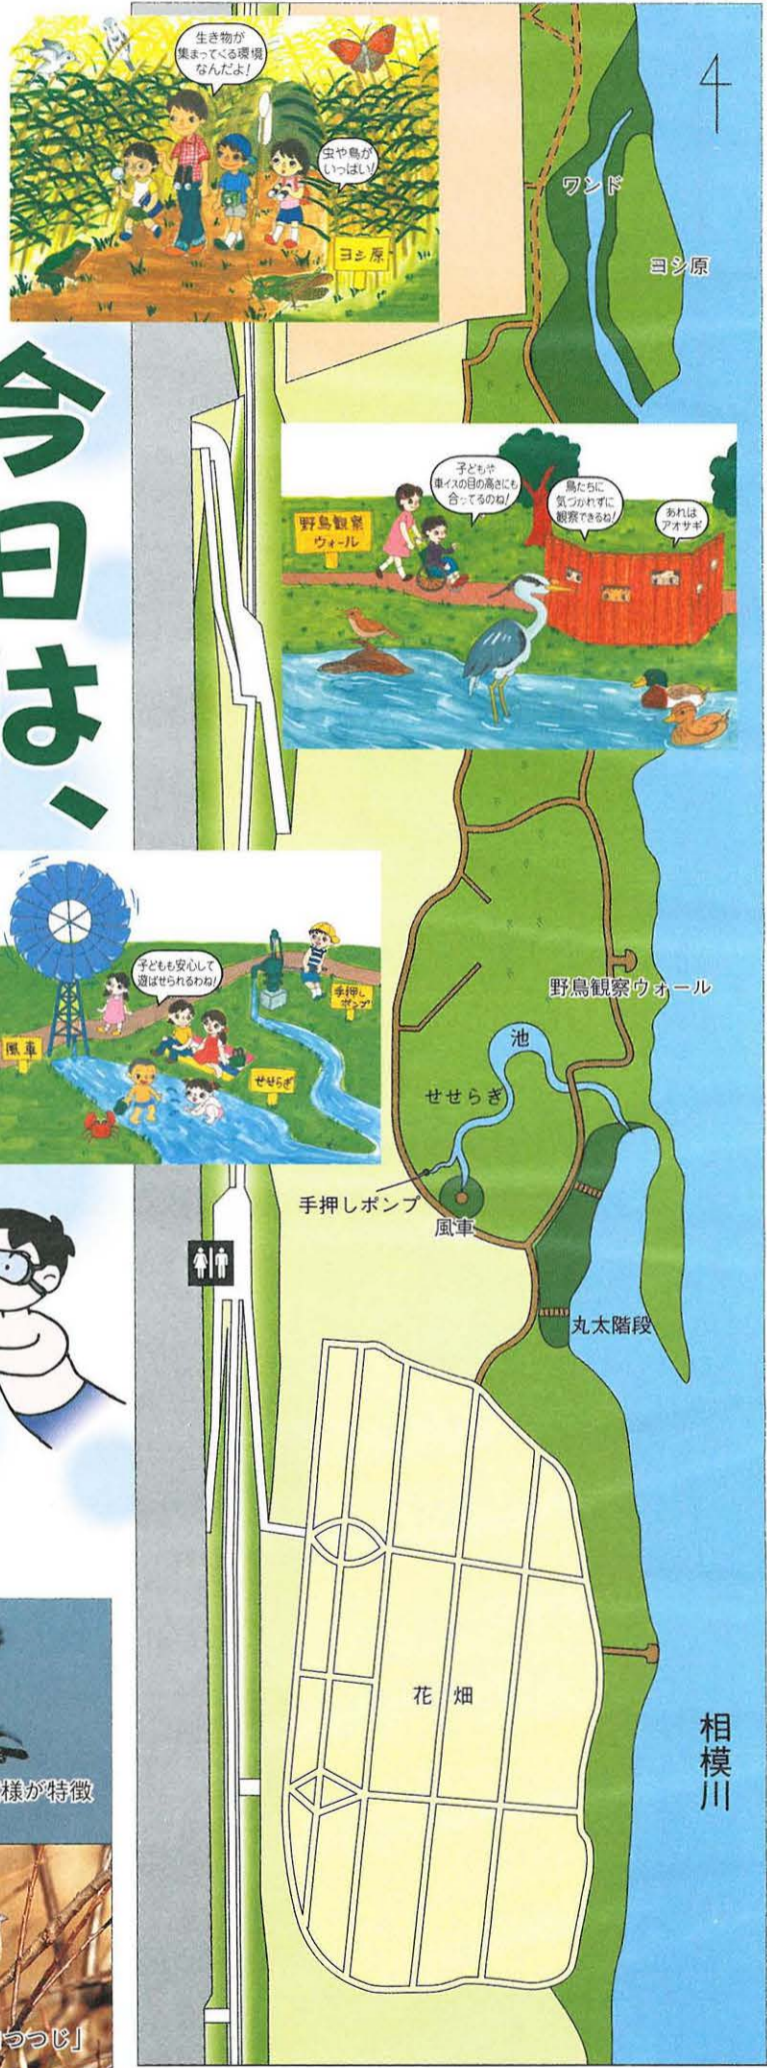 生き物が
集まってくる環境
なんだよ!
虫や鳥が
いっぱい!
ヨシ原
ワンド
ヨシ原
今日は、
子どもや
車イスの目の高さにも
合ってるのね!
鳥たちに
気づかれずに
観察できるね!
あれは
アオサギ
野鳥観察
ウォール
子どもも安心して
遊ばせられるわね!
手押し
ポンプ
風車
せせらぎ
野鳥観察ウォール
池
せせらぎ
手押しポンプ
風車
丸太階段
花畑
相模川
様が特徴
つつじ」